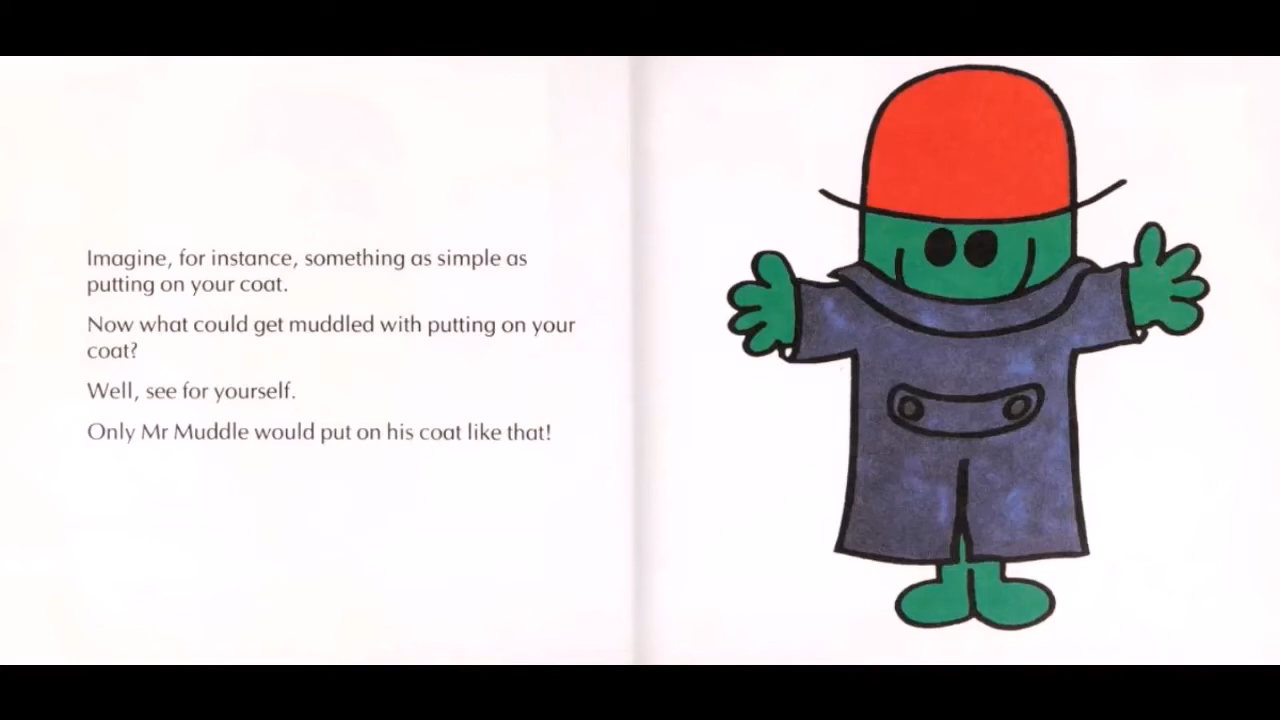 Imagine, for instance, something as simple as
putting on your coat.
Now what could get muddled with putting on your
coat?
Well, see for yourself.
Only Mr Muddle would put on his coat like that!